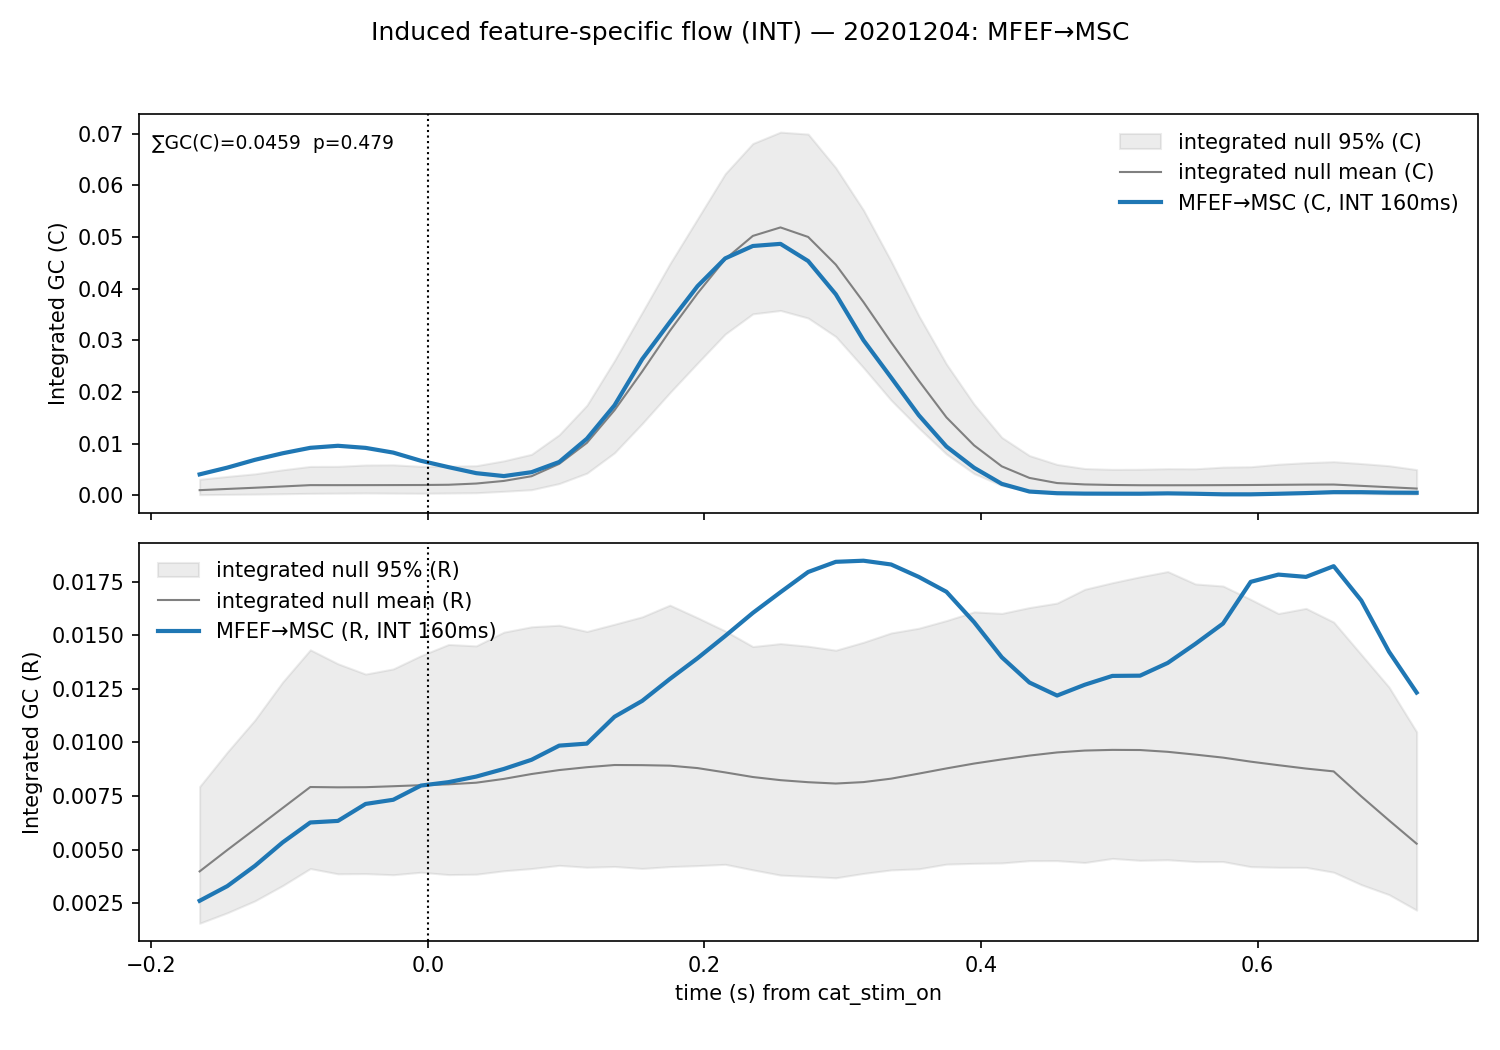 Induced feature-specific flow (INT) — 20201204: MFEF→MSC
∑GC(C)=0.0459  p=0.479
integrated null 95% (C)
integrated null mean (C)
MFEF→MSC (C, INT 160ms)
Integrated GC (C)
0.07
0.06
0.05
0.04
0.03
0.02
0.01
0.00
integrated null 95% (R)
integrated null mean (R)
MFEF→MSC (R, INT 160ms)
Integrated GC (R)
0.0175
0.0150
0.0125
0.0100
0.0075
0.0050
0.0025
−0.2 0.0 0.2 0.4 0.6
time (s) from cat_stim_on